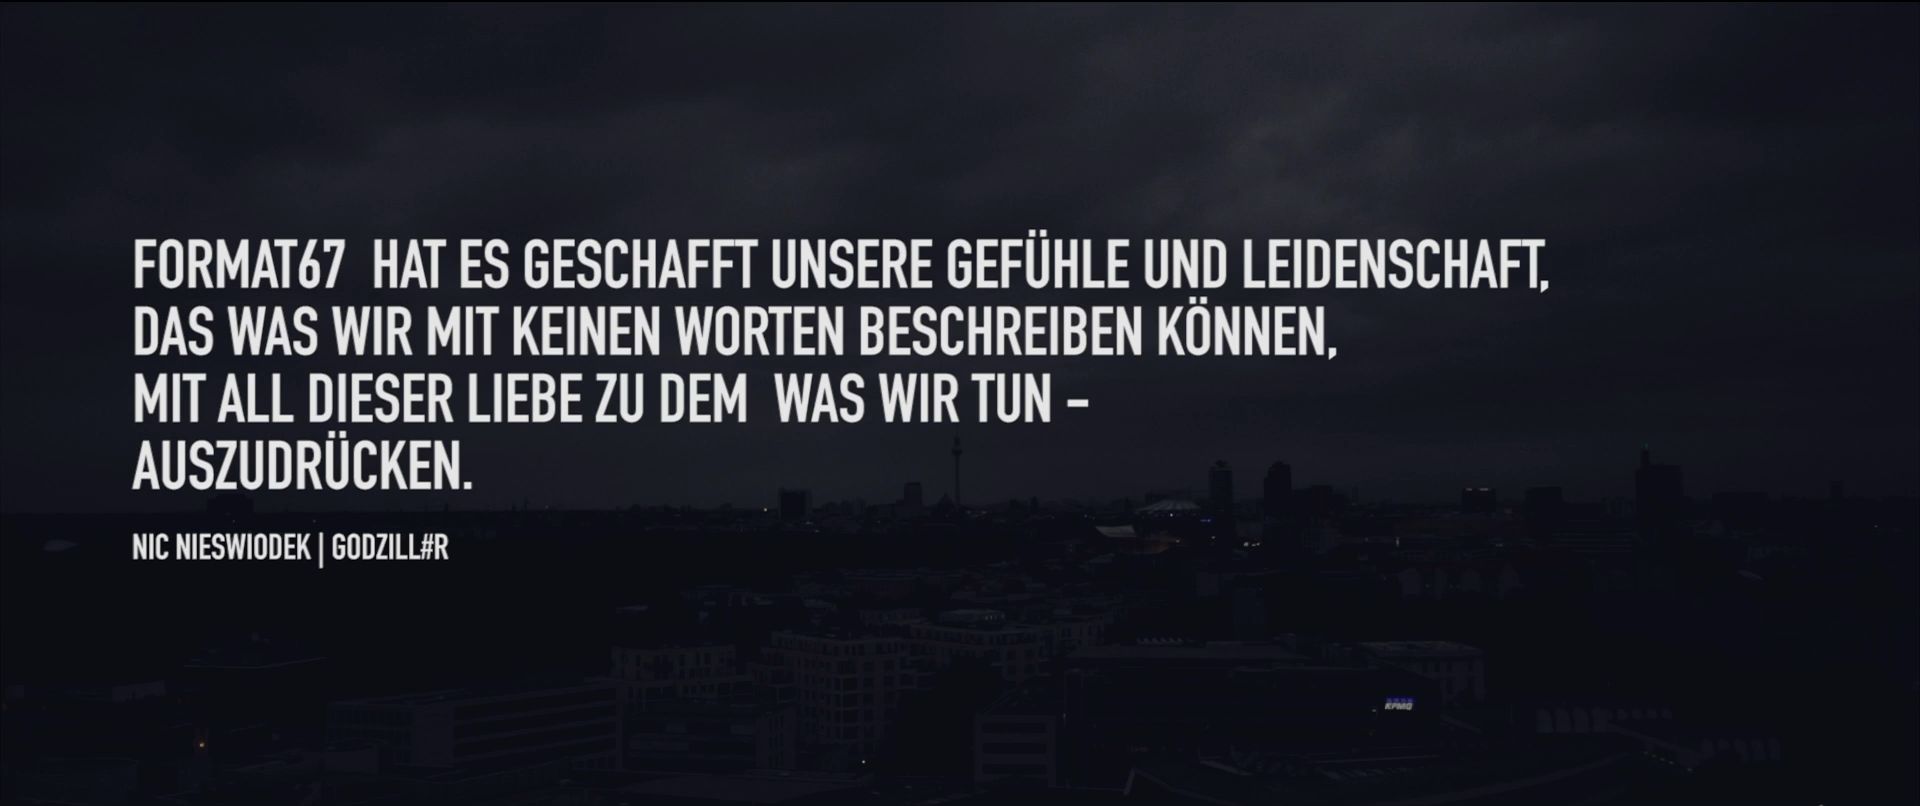 FORMAT67  HAT ES GESCHAFFT UNSERE GEFÜHLE UND LEIDENSCHAFT,
DAS WAS WIR MIT KEINEN WORTEN BESCHREIBEN KÖNNEN,
MIT ALL DIESER LIEBE ZU DEM  WAS WIR TUN -
AUSZUDRÜCKEN.
NIC NIESWIODEK | GODZILL#R
KPMG